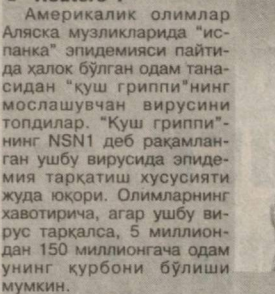 Америкалик олимлар
Аляска музликларида "ис-
панка" эпидемияси пайти-
да ҳалок бўлган одам тана-
сидан "қуш гриппи"нинг
мослашувчан вирусини
топдилар. "Қуш гриппи"-
нинг NSN1 деб рақамлан-
ган ушбу вирусида эпиде-
мия тарқатиш хусусияти
жуда юқори. Олимларнинг
хавотирича, агар ушбу ви-
рус тарқалса, 5 миллион-
дан 150 миллионгача одам
унинг қурбони бўлиши
мумкин.